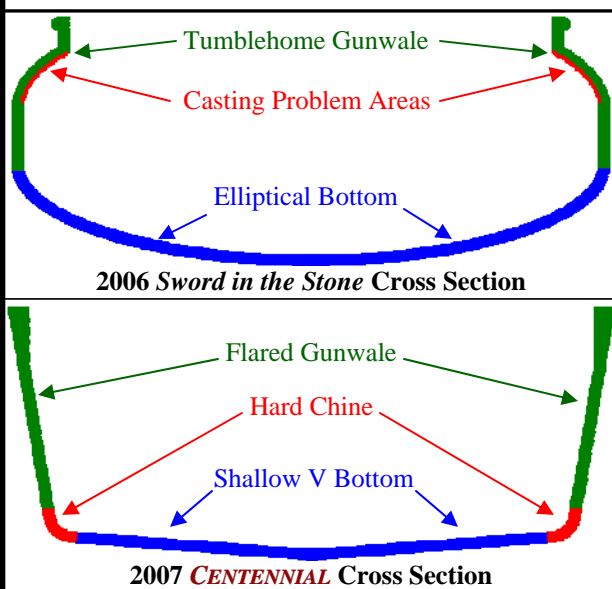 Tumblehome Gunwale
Casting Problem Areas
Elliptical Bottom
2006 Sword in the Stone Cross Section
Flared Gunwale
Hard Chine
Shallow V Bottom
2007 CENTENNIAL Cross Section